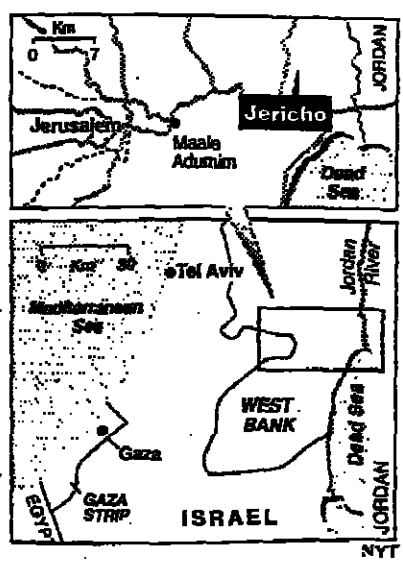 Km
0 7
JORDAN
Jericho
Jerusalem
Maale
Adumim
Dead
Sea
0 Km 50
Tel Aviv
Jordan
River
Mediterranean
Sea
WEST
BANK
Dead Sea
Gaza
GAZA
STRIP
EGYPT
ISRAEL
JORDAN
NYT